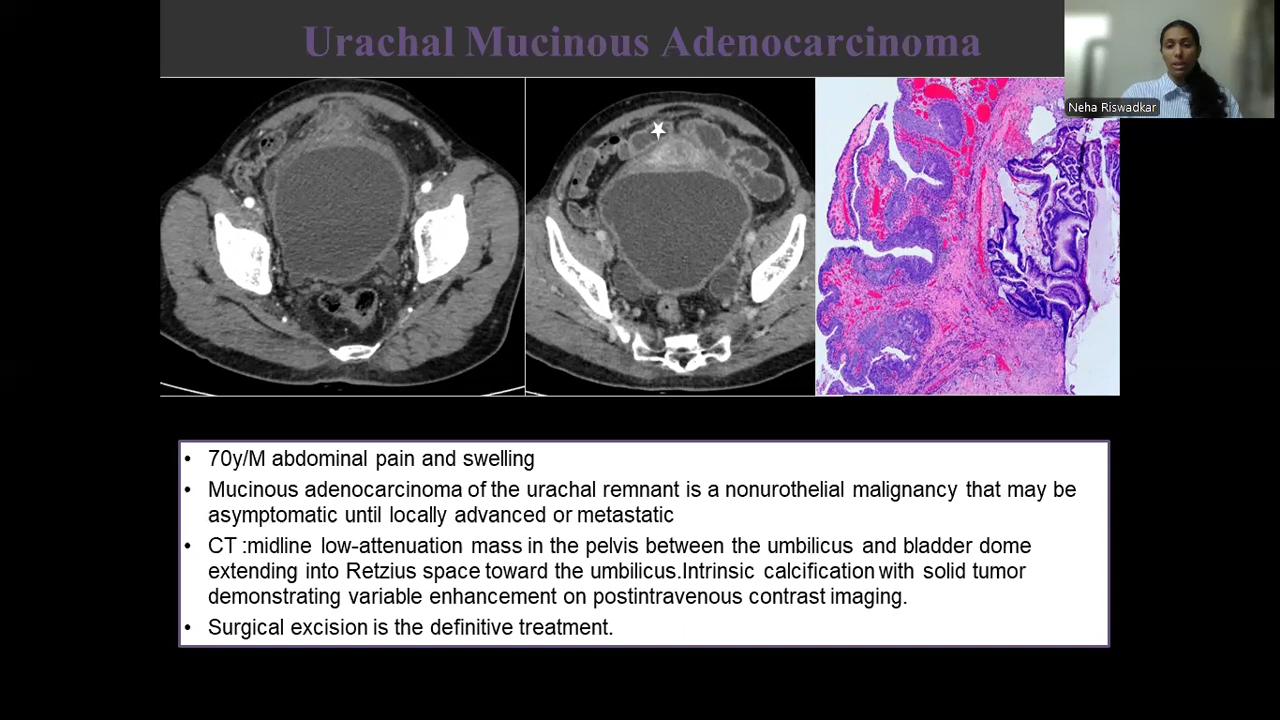 Urachal Mucinous Adenocarcinoma
Neha Riswadkar
• 70y/M abdominal pain and swelling
• Mucinous adenocarcinoma of the urachal remnant is a nonurothelial malignancy that may be
asymptomatic until locally advanced or metastatic
• CT :midline low-attenuation mass in the pelvis between the umbilicus and bladder dome
extending into Retzius space toward the umbilicus.Intrinsic calcification with solid tumor
demonstrating variable enhancement on postintravenous contrast imaging.
• Surgical excision is the definitive treatment.